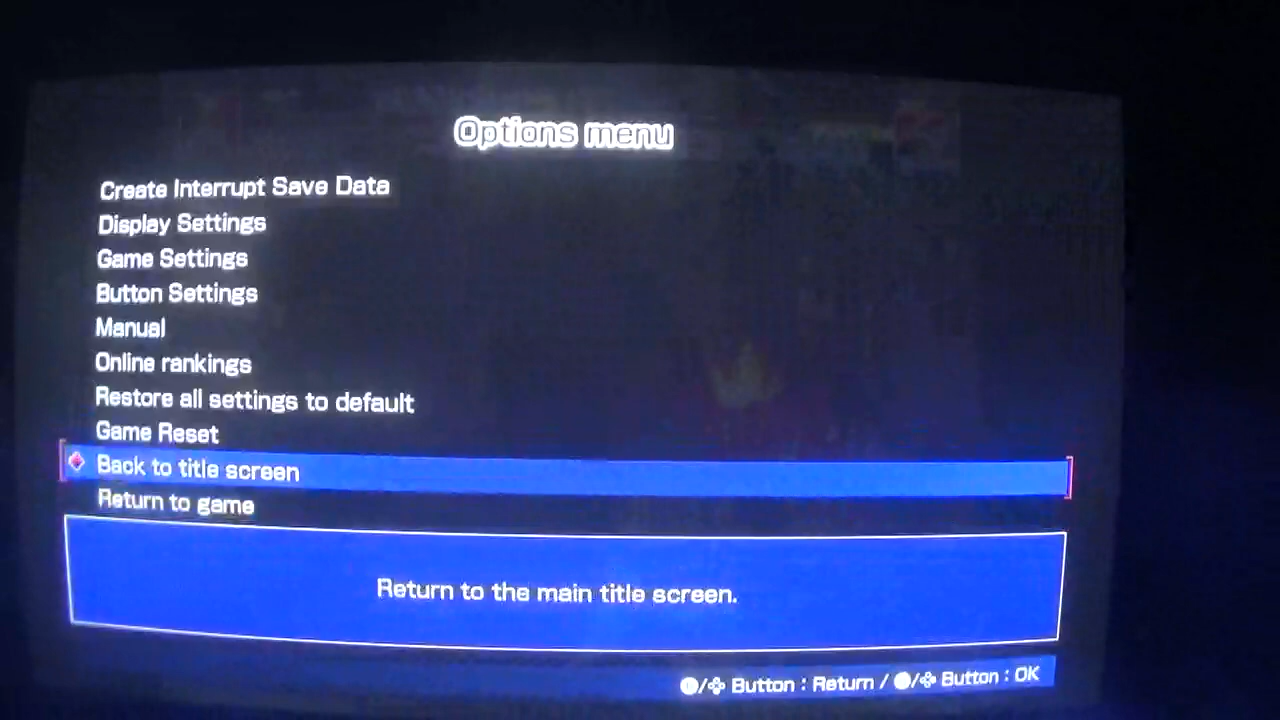 Options menu
Create Interrupt Save Data
Display Settings
Game Settings
Button Settings
Manual
Online rankings
Restore all settings to default
Game Reset
Back to title screen
Return to game
Return to the main title screen.
/ Button : Return / / Button : OK